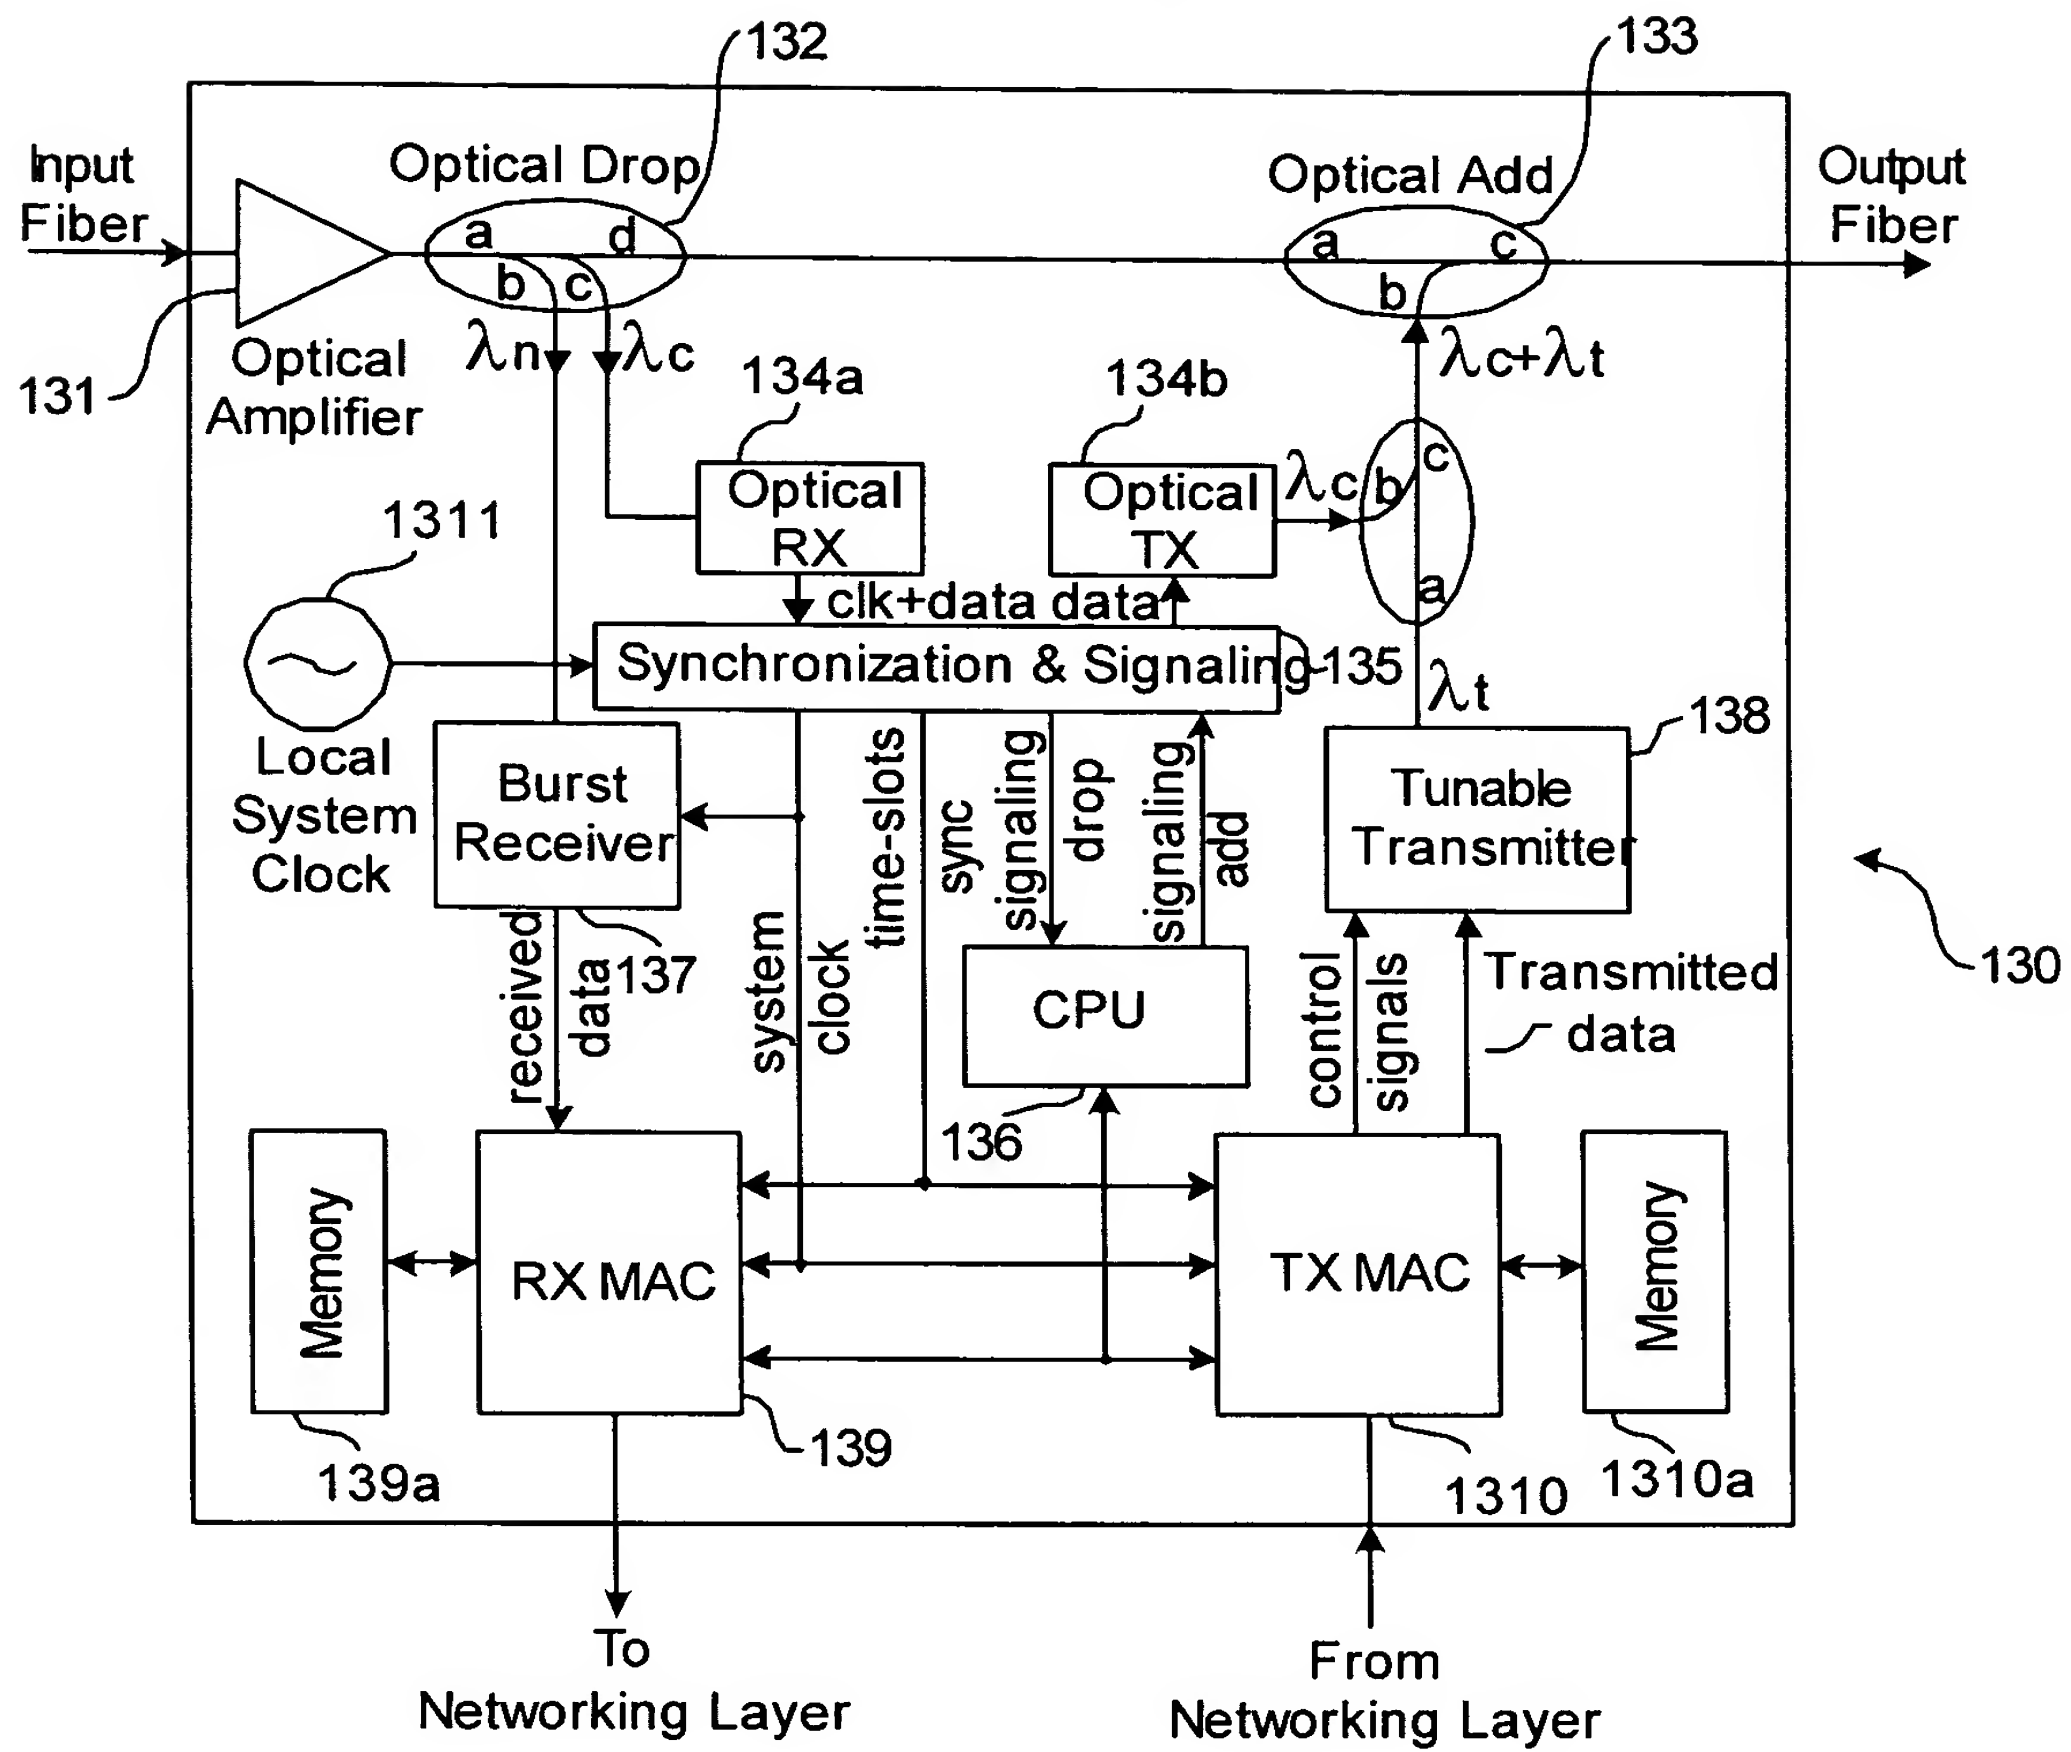 132
133
Input
Fiber
Optical Drop
Optical Add
Output
Fiber
a
d
b
c
a
c
b
λn
λc
λc+λt
131
Optical
Amplifier
134a
134b
Optical
RX
Optical
TX
λc
b
c
a
1311
clk+data
data
Synchronization & Signaling
135
λt
138
Local
System
Clock
Burst
Receiver
time-slots
sync
signaling
drop
signaling
add
Tunable
Transmitter
130
received
data
137
system
clock
CPU
control
signals
Transmitted
data
136
Memory
RX MAC
TX MAC
Memory
139a
139
1310
1310a
To
Networking Layer
From
Networking Layer